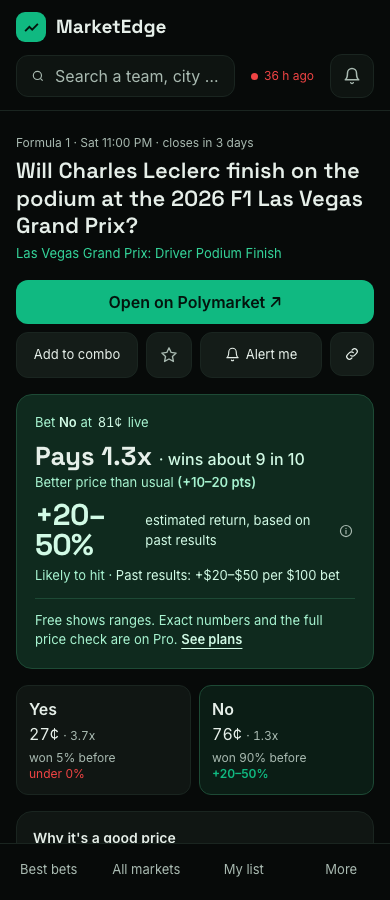 MarketEdge
Search a team, city ...
36 h ago
Formula 1 · Sat 11:00 PM · closes in 3 days
Will Charles Leclerc finish on the
podium at the 2026 F1 Las Vegas
Grand Prix?
Las Vegas Grand Prix: Driver Podium Finish
Open on Polymarket ↗
Add to combo
Alert me
Bet No at 81¢ live
Pays 1.3x · wins about 9 in 10
Better price than usual (+10–20 pts)
+20–
50%
estimated return, based on
past results
Likely to hit · Past results: +$20–$50 per $100 bet
Free shows ranges. Exact numbers and the full
price check are on Pro. See plans
Yes
27¢ · 3.7x
won 5% before
under 0%
No
76¢ · 1.3x
won 90% before
+20–50%
Why it's a good price
Best bets
All markets
My list
More